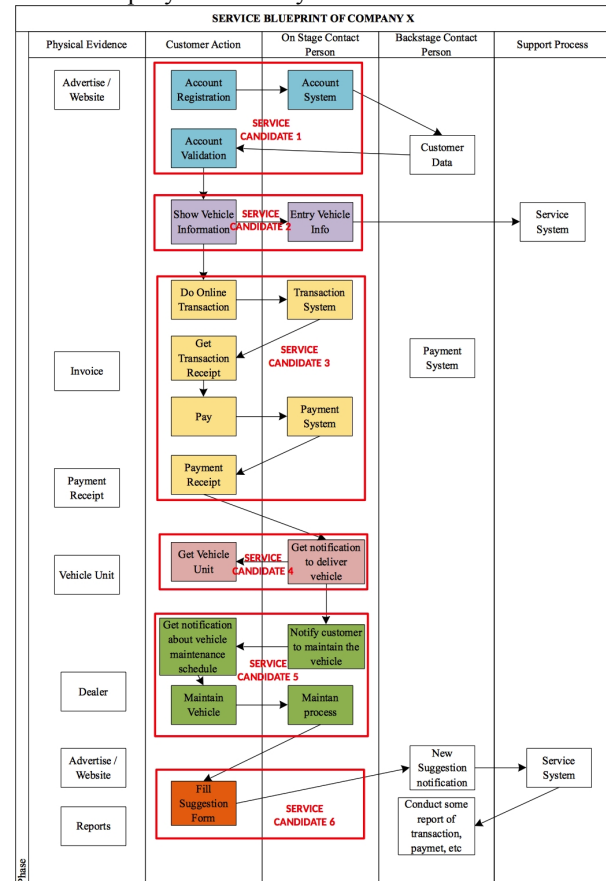 SERVICE BLUEPRINT OF COMPANY X
Physical Evidence
Customer Action
On Stage Contact
Person
Backstage Contact
Person
Support Process
Advertise /
Website
Account
Registration
Account
System
SERVICE
CANDIDATE 1
Account
Validation
Customer
Data
Show Vehicle
Information
SERVICE
CANDIDATE 2
Entry Vehicle
Info
Service
System
Do Online
Transaction
Transaction
System
Invoice
Get
Transaction
Receipt
SERVICE
CANDIDATE 3
Payment
System
Pay
Payment
System
Payment
Receipt
Payment
Receipt
Vehicle Unit
Get Vehicle
Unit
SERVICE
CANDIDATE 4
Get notification
to deliver
vehicle
Get notification
about vehicle
maintenance
schedule
Notify customer
to maintain the
vehicle
SERVICE
CANDIDATE 5
Dealer
Maintain
Vehicle
Maintan
process
Advertise /
Website
New
Suggestion
notification
Service
System
Fill
Suggestion
Form
SERVICE
CANDIDATE 6
Reports
Conduct some
report of
transaction,
paymet, etc
Phase